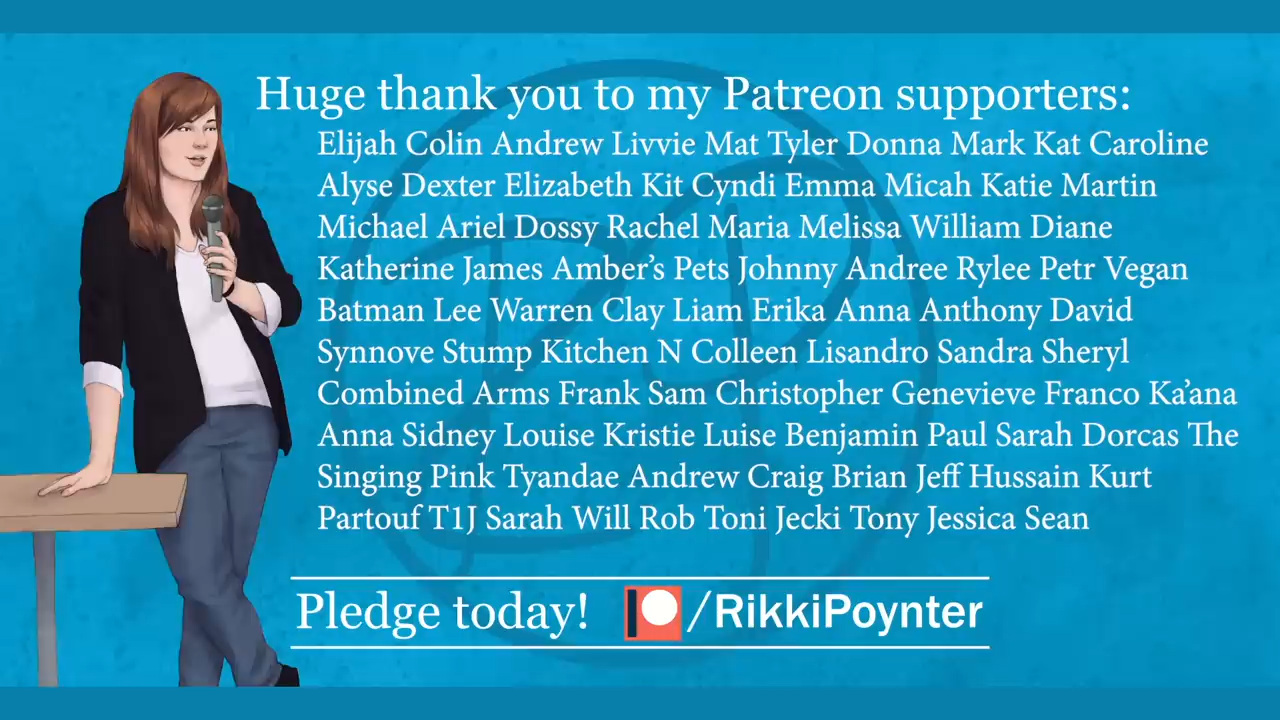 Huge thank you to my Patreon supporters:
Elijah Colin Andrew Livvie Mat Tyler Donna Mark Kat Caroline
Alyse Dexter Elizabeth Kit Cyndi Emma Micah Katie Martin
Michael Ariel Dossy Rachel Maria Melissa William Diane
Katherine James Amber’s Pets Johnny Andree Rylee Petr Vegan
Batman Lee Warren Clay Liam Erika Anna Anthony David
Synnove Stump Kitchen N Colleen Lisandro Sandra Sheryl
Combined Arms Frank Sam Christopher Genevieve Franco Ka’ana
Anna Sidney Louise Kristie Luise Benjamin Paul Sarah Dorcas The
Singing Pink Tyandae Andrew Craig Brian Jeff Hussain Kurt
Partouf T1J Sarah Will Rob Toni Jecki Tony Jessica Sean
Pledge today! /RikkiPoynter